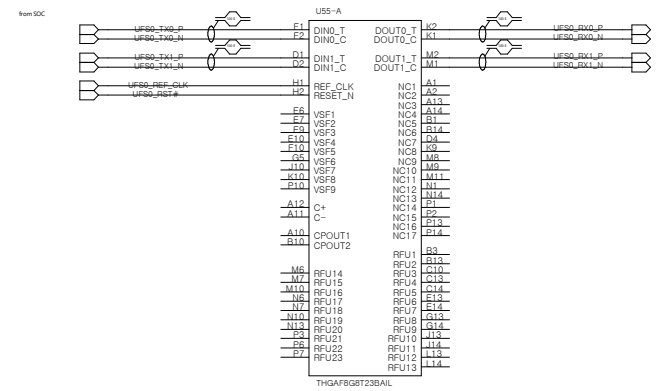 from SOC
U55-A
UFS0_TX0_P F1 DIN0_T DOUT0_T K2 UFS0_RX0_P
UFS0_TX0_N F2 DIN0_C DOUT0_C K1 UFS0_RX0_N
UFS0_TX1_P D1 DIN1_T DOUT1_T M2 UFS0_RX1_P
UFS0_TX1_N D2 DIN1_C DOUT1_C M1 UFS0_RX1_N
UFS0_REF_CLK H1 REF_CLK NC1 A1
UFS0_RST# H2 RESET_N NC2 A2
NC3 A13
E6 VSF1 NC4 A14
E7 VSF2 NC5 B1
E9 VSF3 NC6 B14
E10 VSF4 NC7 D4
F10 VSF5 NC8 K9
G5 VSF6 NC9 M8
J10 VSF7 NC10 M9
K10 VSF8 NC11 M11
P10 VSF9 NC12 N1
NC13 N14
A12 C+ NC14 P1
A11 C- NC15 P2
NC16 P13
A10 CPOUT1 NC17 P14
B10 CPOUT2
RFU1 B3
RFU2 B13
M6 RFU14 RFU3 C10
M7 RFU15 RFU4 C13
M10 RFU16 RFU5 C14
N6 RFU17 RFU6 E13
N7 RFU18 RFU7 E14
N10 RFU19 RFU8 G13
N13 RFU20 RFU9 G14
P3 RFU21 RFU10 J13
P6 RFU22 RFU11 J14
P7 RFU23 RFU12 L13
RFU13 L14
THGAF8G8T23BAIL